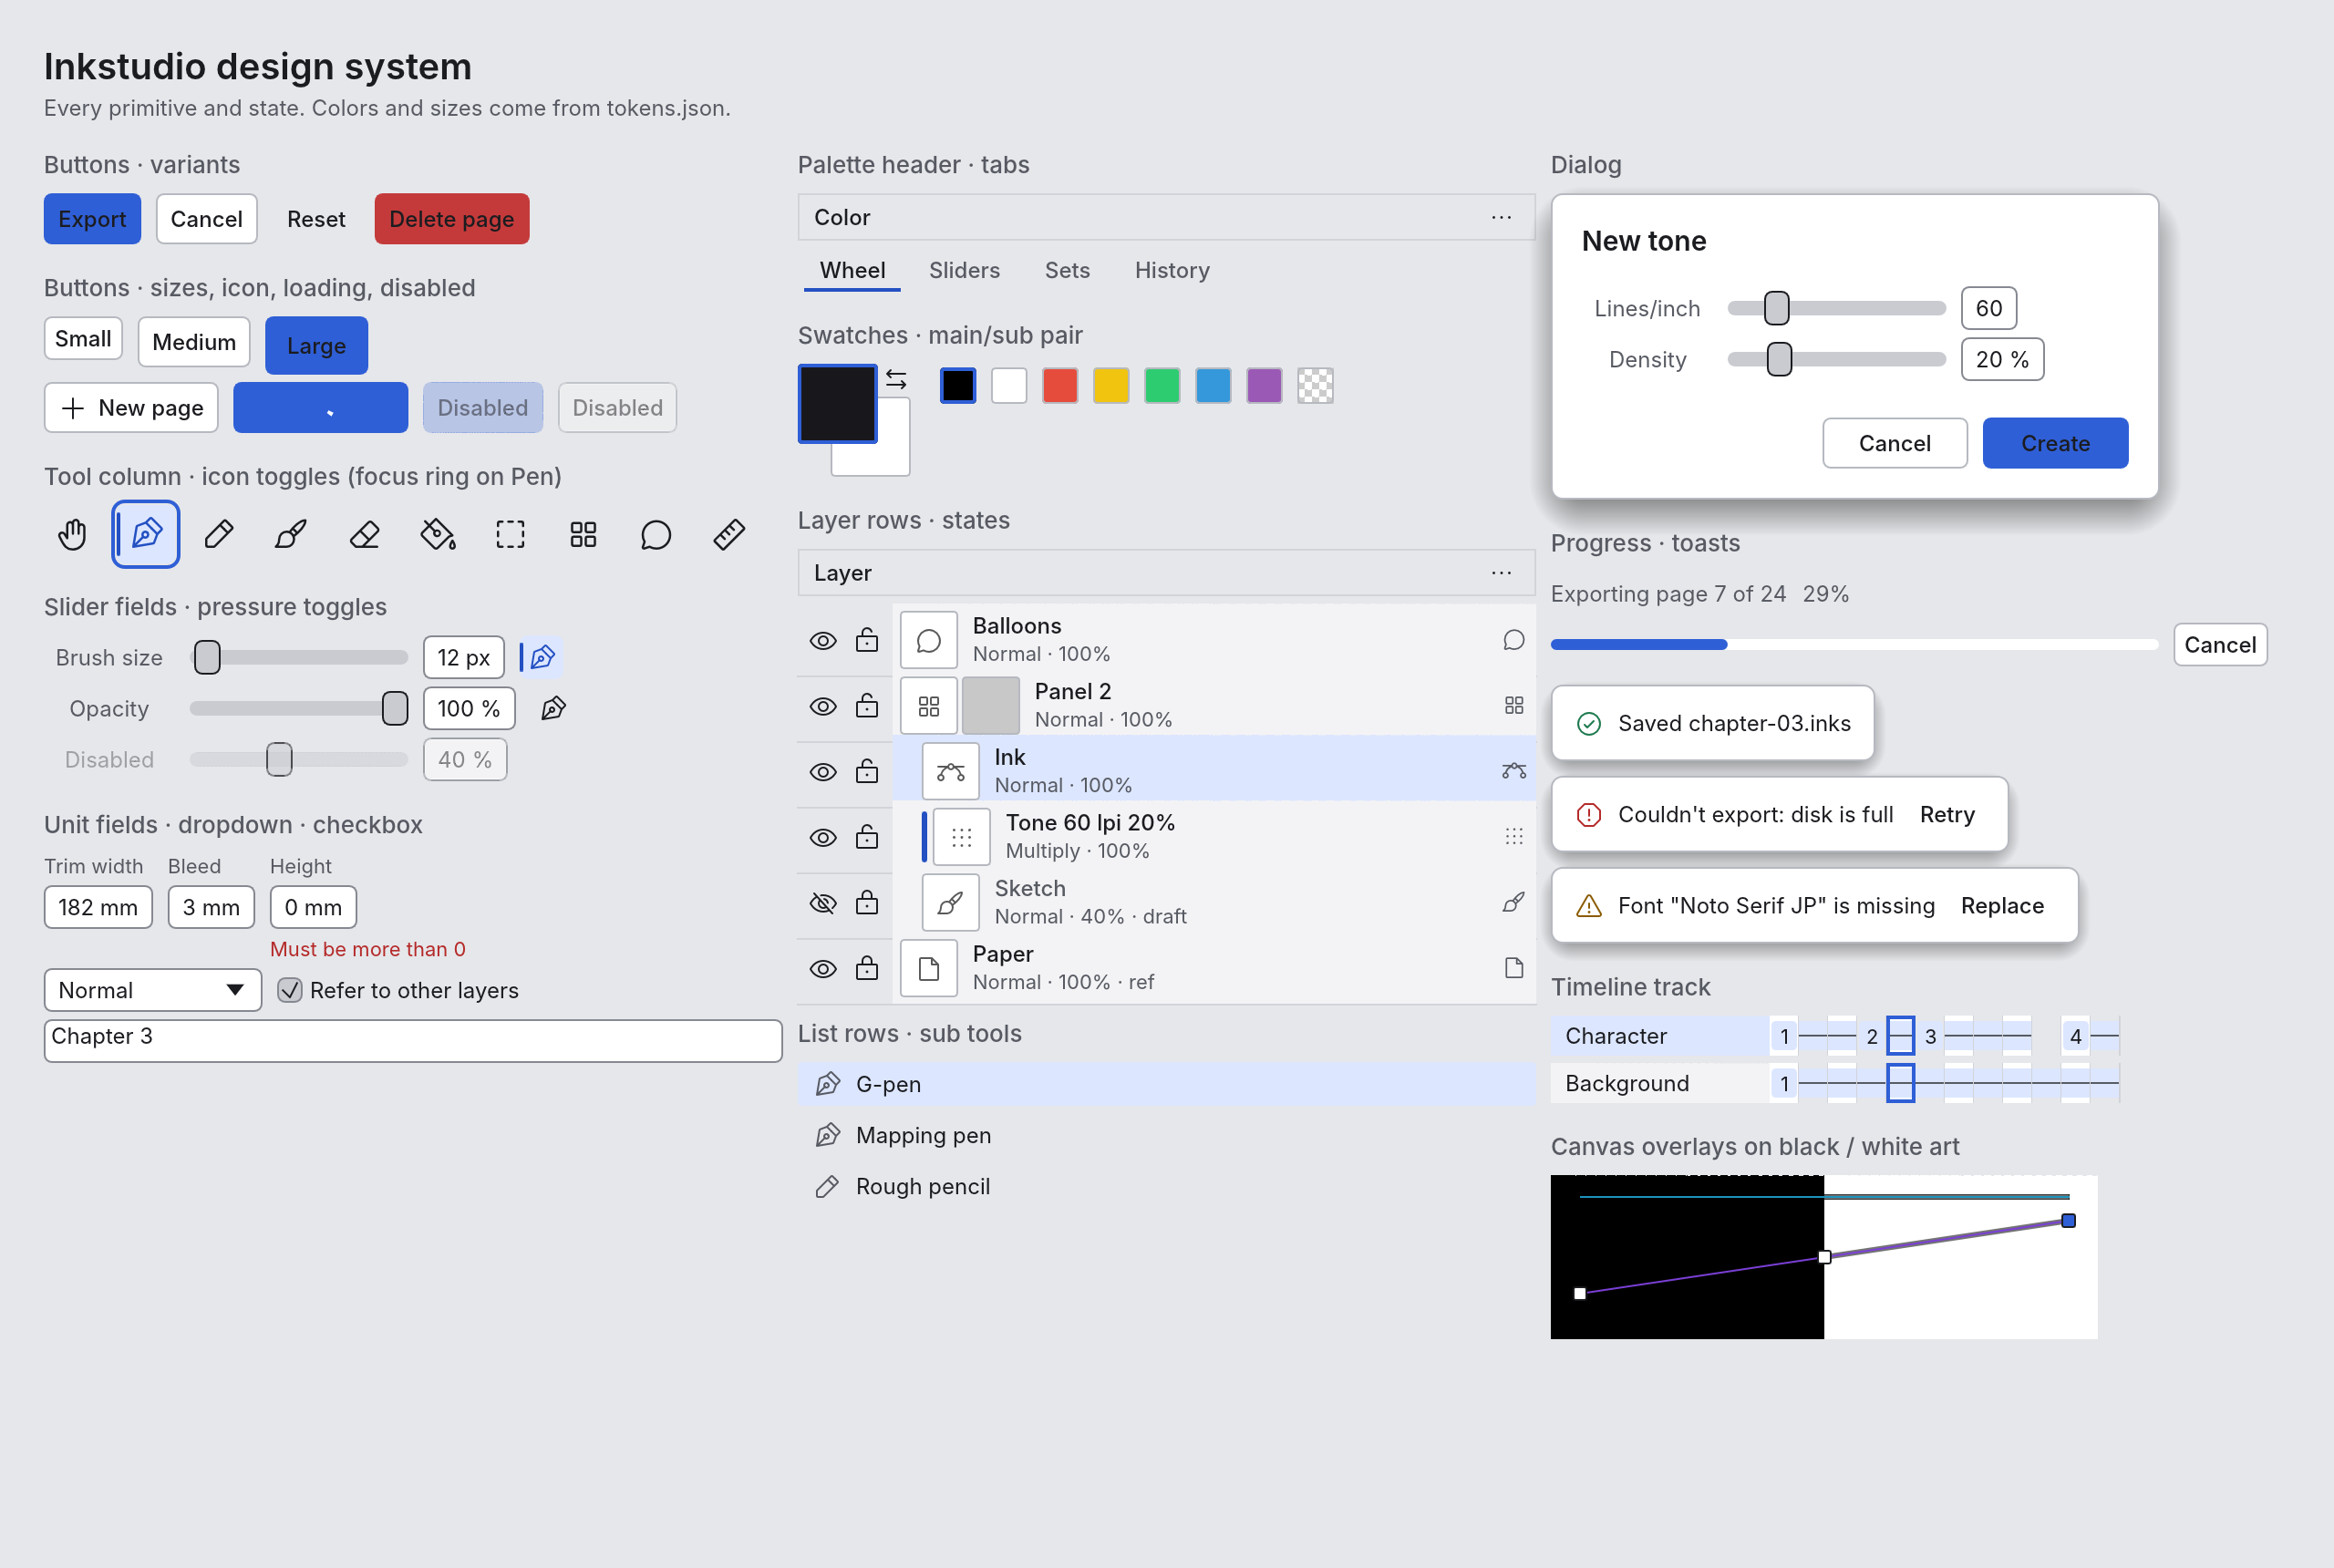 Inkstudio design system
Every primitive and state. Colors and sizes come from tokens.json.
Buttons · variants
Export Cancel Reset Delete page
Buttons · sizes, icon, loading, disabled
Small Medium Large
New page Disabled Disabled
Tool column · icon toggles (focus ring on Pen)
Slider fields · pressure toggles
Brush size 12 px
Opacity 100 %
Disabled 40 %
Unit fields · dropdown · checkbox
Trim width Bleed Height
182 mm 3 mm 0 mm
Must be more than 0
Normal Refer to other layers
Chapter 3
Palette header · tabs
Color ...
Wheel Sliders Sets History
Swatches · main/sub pair
Layer rows · states
Layer ...
Balloons
Normal · 100%
Panel 2
Normal · 100%
Ink
Normal · 100%
Tone 60 lpi 20%
Multiply · 100%
Sketch
Normal · 40% · draft
Paper
Normal · 100% · ref
List rows · sub tools
G-pen
Mapping pen
Rough pencil
Dialog
New tone
Lines/inch 60
Density 20 %
Cancel Create
Progress · toasts
Exporting page 7 of 24 29%
Cancel
Saved chapter-03.inks
Couldn't export: disk is full Retry
Font "Noto Serif JP" is missing Replace
Timeline track
Character 1 2 3 4
Background 1
Canvas overlays on black / white art